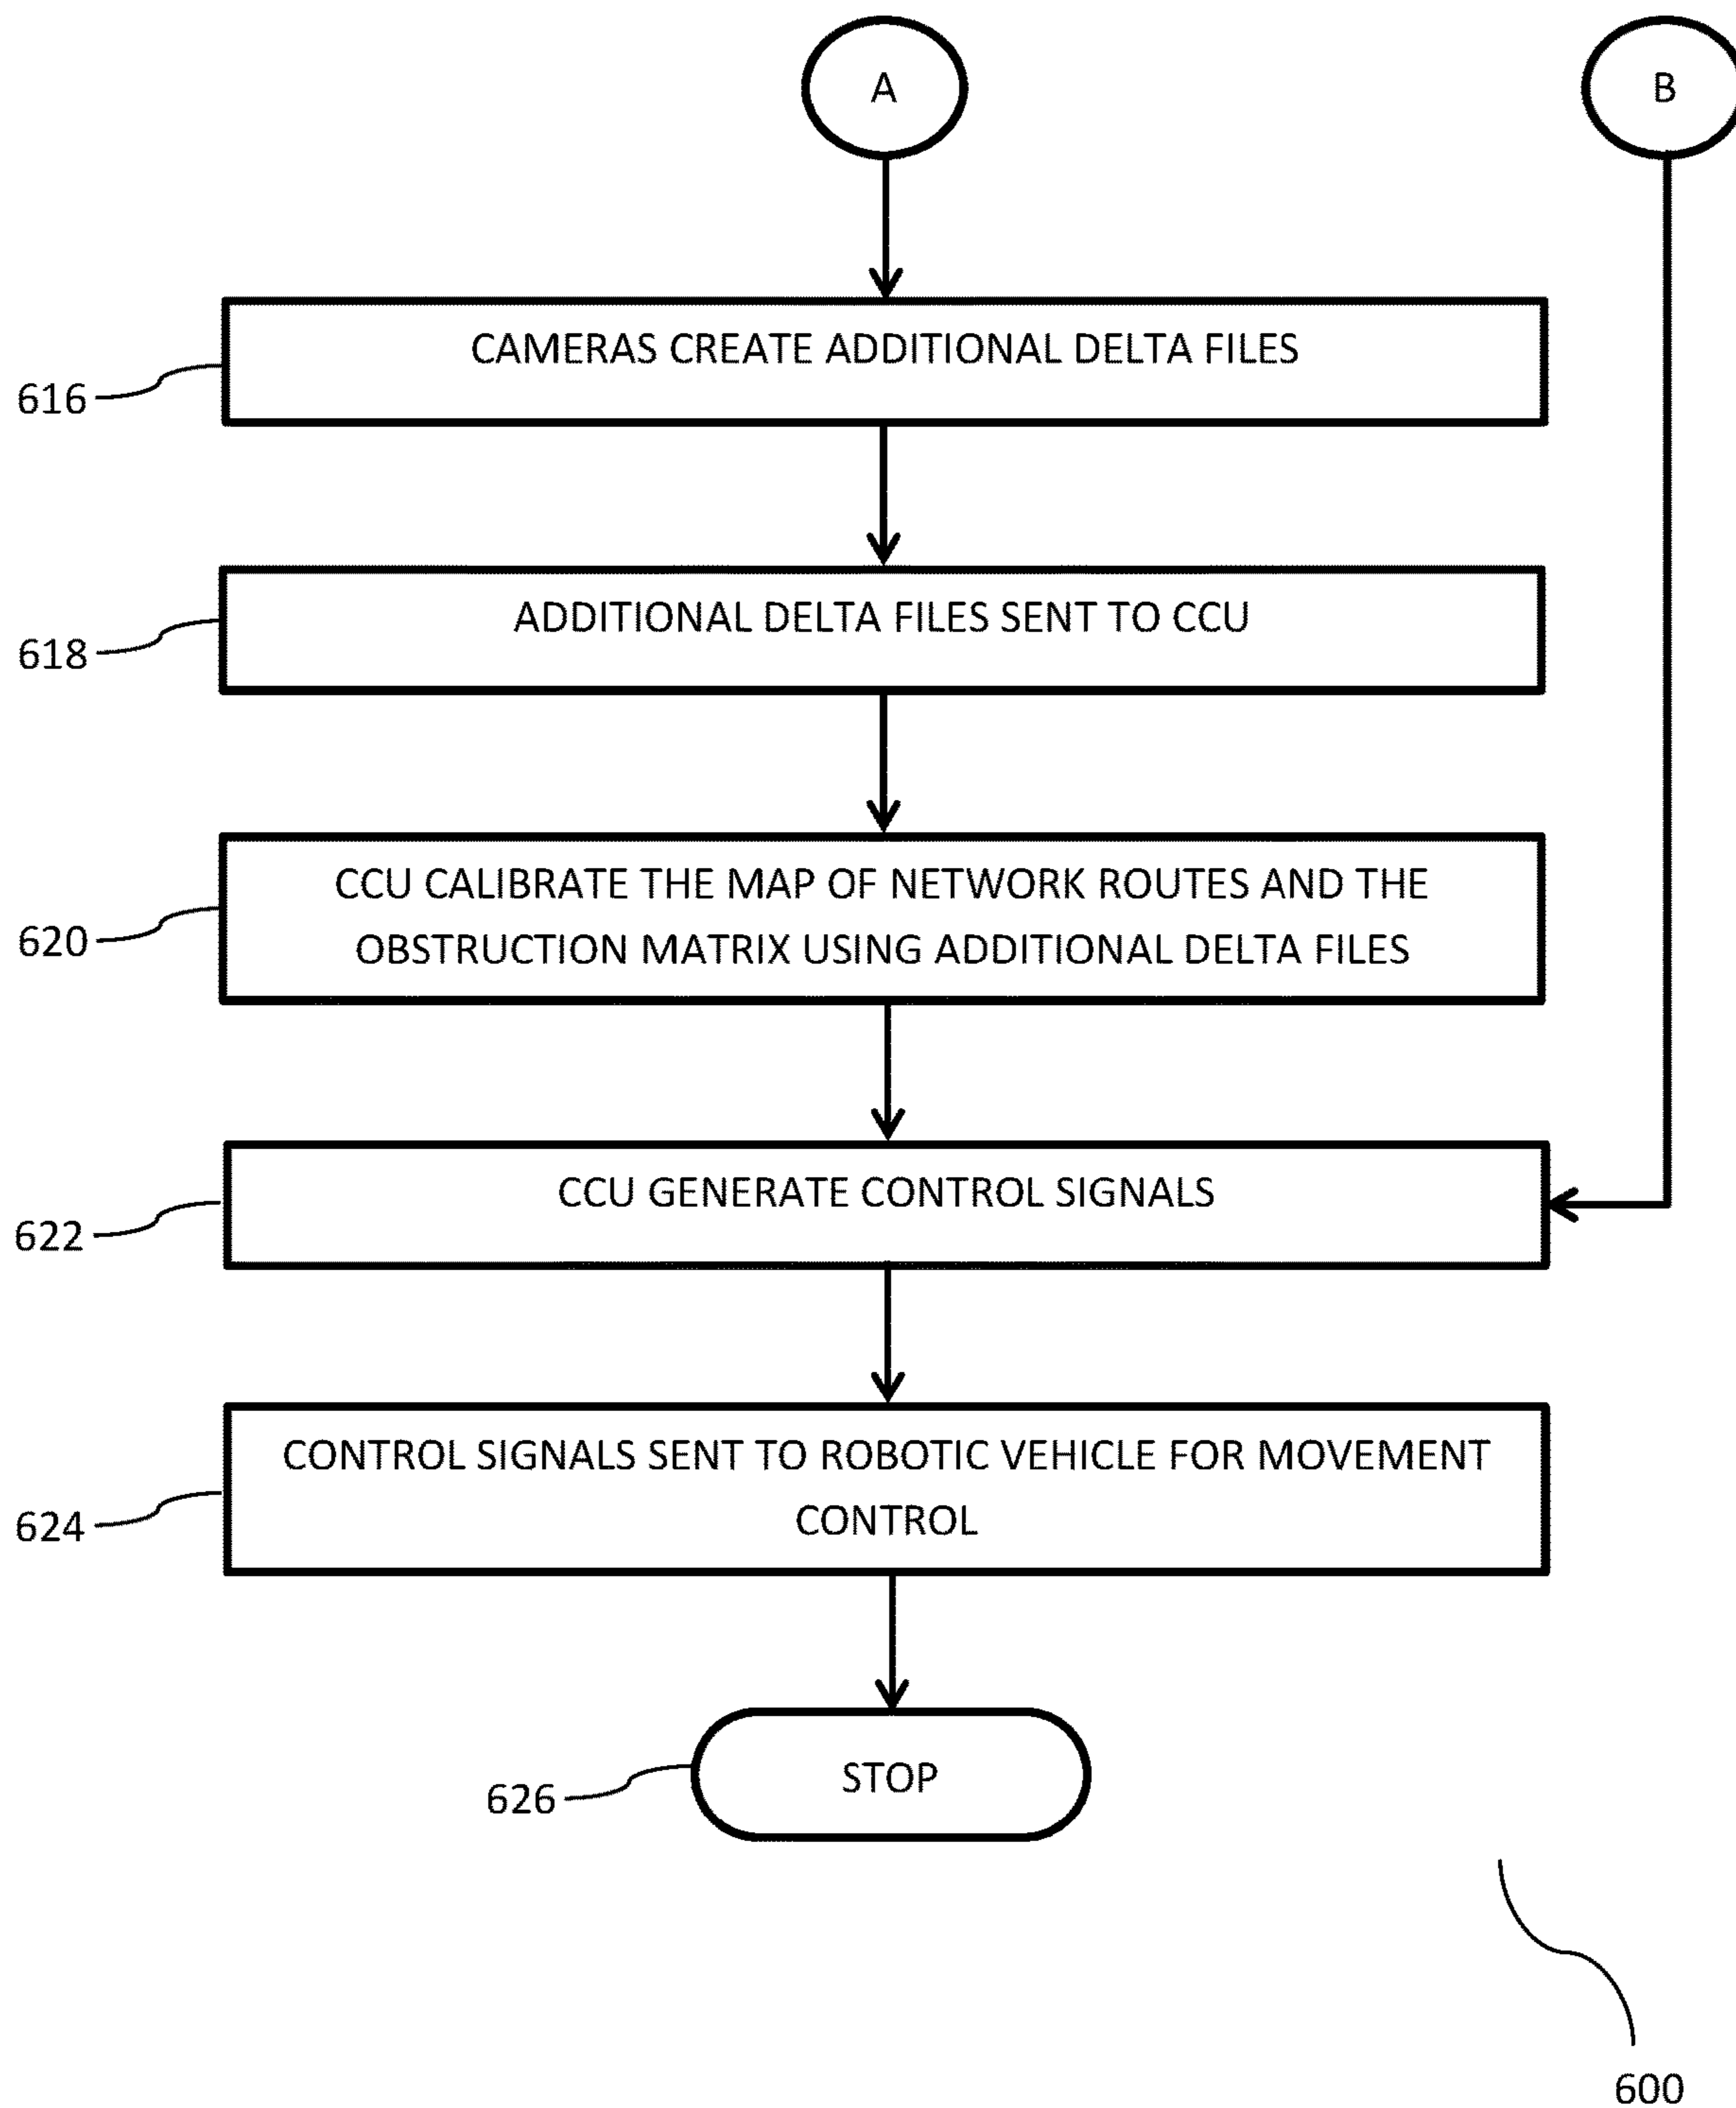 A
B
CAMERAS CREATE ADDITIONAL DELTA FILES
616
ADDITIONAL DELTA FILES SENT TO CCU
618
CCU CALIBRATE THE MAP OF NETWORK ROUTES AND THE
OBSTRUCTION MATRIX USING ADDITIONAL DELTA FILES
620
CCU GENERATE CONTROL SIGNALS
622
CONTROL SIGNALS SENT TO ROBOTIC VEHICLE FOR MOVEMENT
CONTROL
624
STOP
626
600